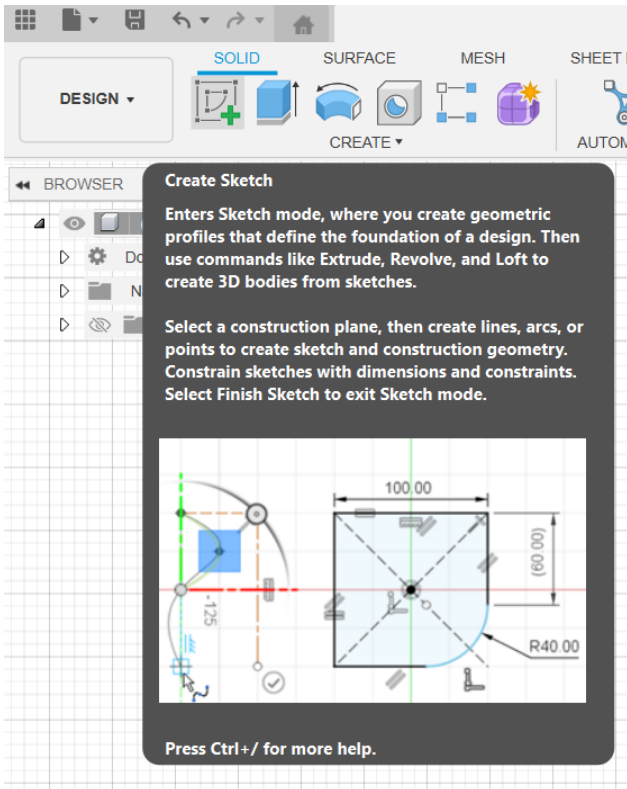 SOLID SURFACE MESH SHEET
DESIGN
CREATE
BROWSER
Create Sketch
Enters Sketch mode, where you create geometric
profiles that define the foundation of a design. Then
use commands like Extrude, Revolve, and Loft to
create 3D bodies from sketches.
Select a construction plane, then create lines, arcs, or
points to create sketch and construction geometry.
Constrain sketches with dimensions and constraints.
Select Finish Sketch to exit Sketch mode.
100.00
(60.00)
-125
R40.00
Press Ctrl+/ for more help.